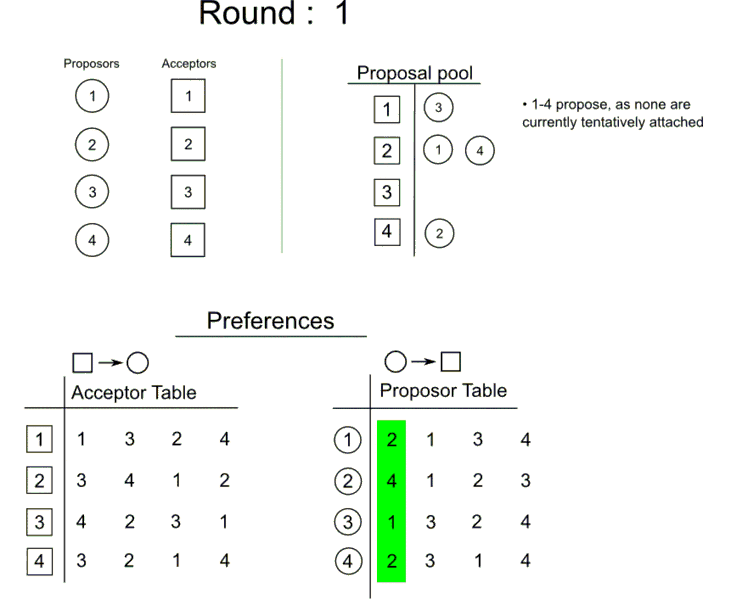 Round : 1
Proposors Acceptors
1 1
2 2
3 3
4 4
Proposal pool
1 3
2 1 4
3
4 2
• 1-4 propose, as none are
currently tentatively attached
Preferences
Acceptor Table
1 1 3 2 4
2 3 4 1 2
3 4 2 3 1
4 3 2 1 4
Proposor Table
1 2 1 3 4
2 4 1 2 3
3 1 3 2 4
4 2 3 1 4